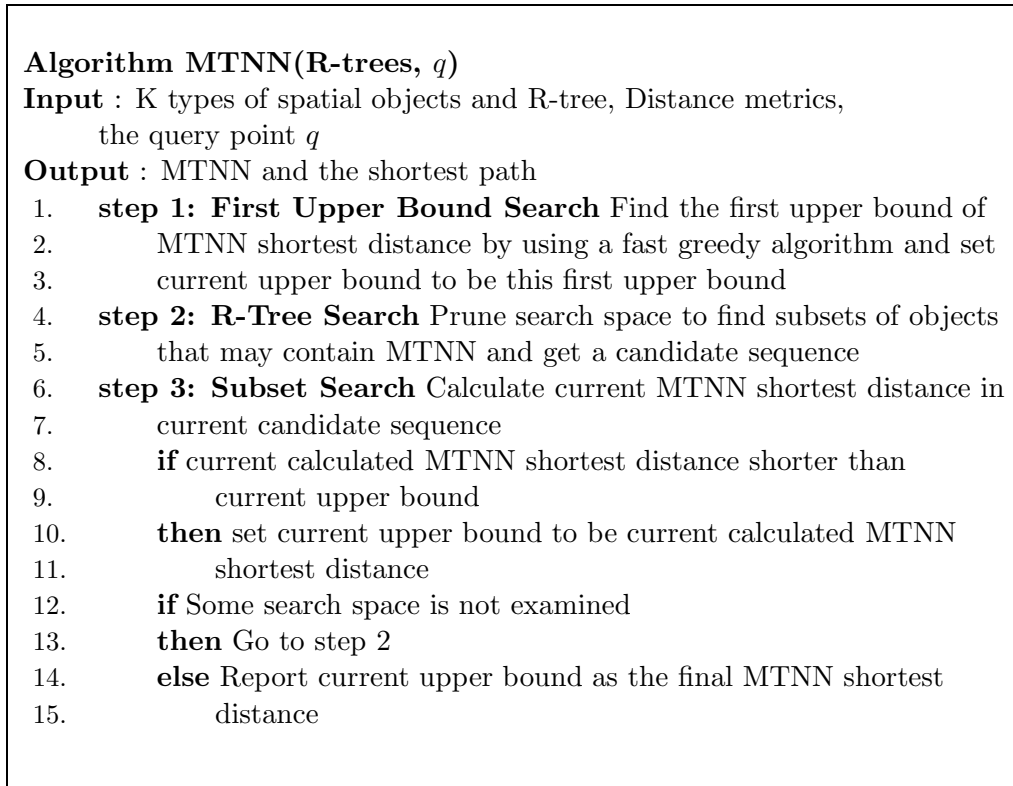 Algorithm MTNN(R-trees, q)
Input : K types of spatial objects and R-tree, Distance metrics,
the query point q
Output : MTNN and the shortest path
1. step 1: First Upper Bound Search Find the first upper bound of
2. MTNN shortest distance by using a fast greedy algorithm and set
3. current upper bound to be this first upper bound
4. step 2: R-Tree Search Prune search space to find subsets of objects
5. that may contain MTNN and get a candidate sequence
6. step 3: Subset Search Calculate current MTNN shortest distance in
7. current candidate sequence
8. if current calculated MTNN shortest distance shorter than
9. current upper bound
10. then set current upper bound to be current calculated MTNN
11. shortest distance
12. if Some search space is not examined
13. then Go to step 2
14. else Report current upper bound as the final MTNN shortest
15. distance